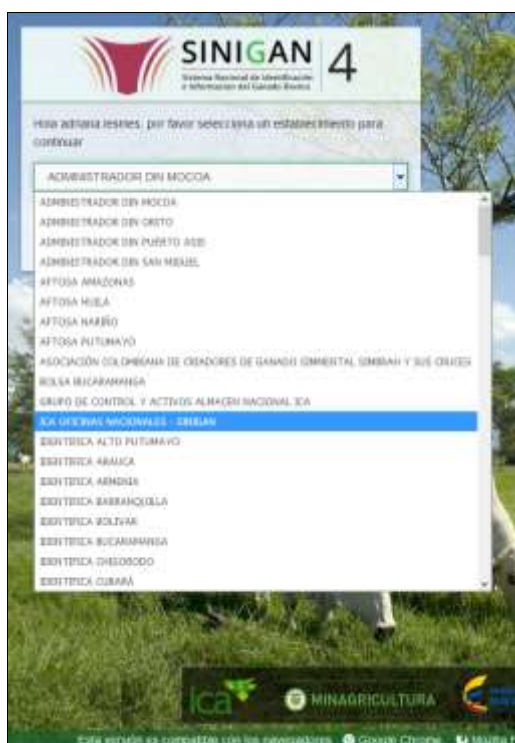 SINIGAN 4
Sistema Nacional de Identificación
e Información del Ganado Bovino
Hola adriana lesmes, por favor selecciona un establecimiento para
continuar
ADMINISTRADOR DIN MOCOA
ADMINISTRADOR DIN MOCOA
ADMINISTRADOR DIN ORITO
ADMINISTRADOR DIN PUERTO ASIS
ADMINISTRADOR DIN SAN MIGUEL
AFTOSA AMAZONAS
AFTOSA HUILA
AFTOSA NARIÑO
AFTOSA PUTUMAYO
ASOCIACIÓN COLOMBIANA DE CRIADORES DE GANADO SIMMENTAL, SIMBRAH Y SUS CRUCES
BOLSA BUCARAMANGA
GRUPO DE CONTROL Y ACTIVOS ALMACEN NACIONAL ICA
ICA OFICINAS NACIONALES - SINIGAN
IDENTIFICA ALTO PUTUMAYO
IDENTIFICA ARAUCA
IDENTIFICA ARMENIA
IDENTIFICA BARRANQUILLA
IDENTIFICA BOLIVAR
IDENTIFICA BUCARAMANGA
IDENTIFICA CHIGORODO
IDENTIFICA CUBARÁ
ica
MINAGRICULTURA
Esta versión es compatible con los navegadores Google Chrome Mozilla